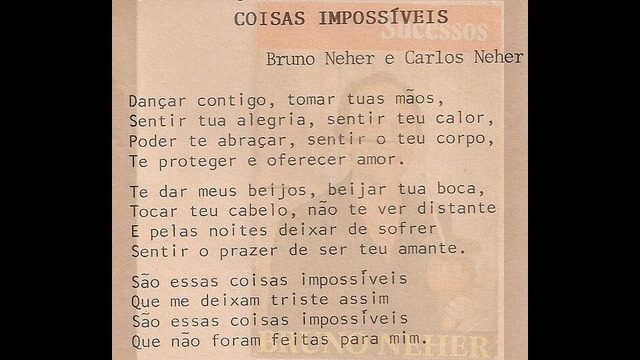 COISAS IMPOSSÍVEIS
Sucessos
Bruno Neher e Carlos Neher
Dançar contigo, tomar tuas mãos,
Sentir tua alegria, sentir teu calor,
Poder te abraçar, sentir o teu corpo,
Te proteger e oferecer amor.
Te dar meus beijos, beijar tua boca,
Tocar teu cabelo, não te ver distante
E pelas noites deixar de sofrer
Sentir o prazer de ser teu amante.
São essas coisas impossíveis
Que me deixam triste assim
São essas coisas impossíveis
Que não foram feitas para mim.
BRUNO NEHER